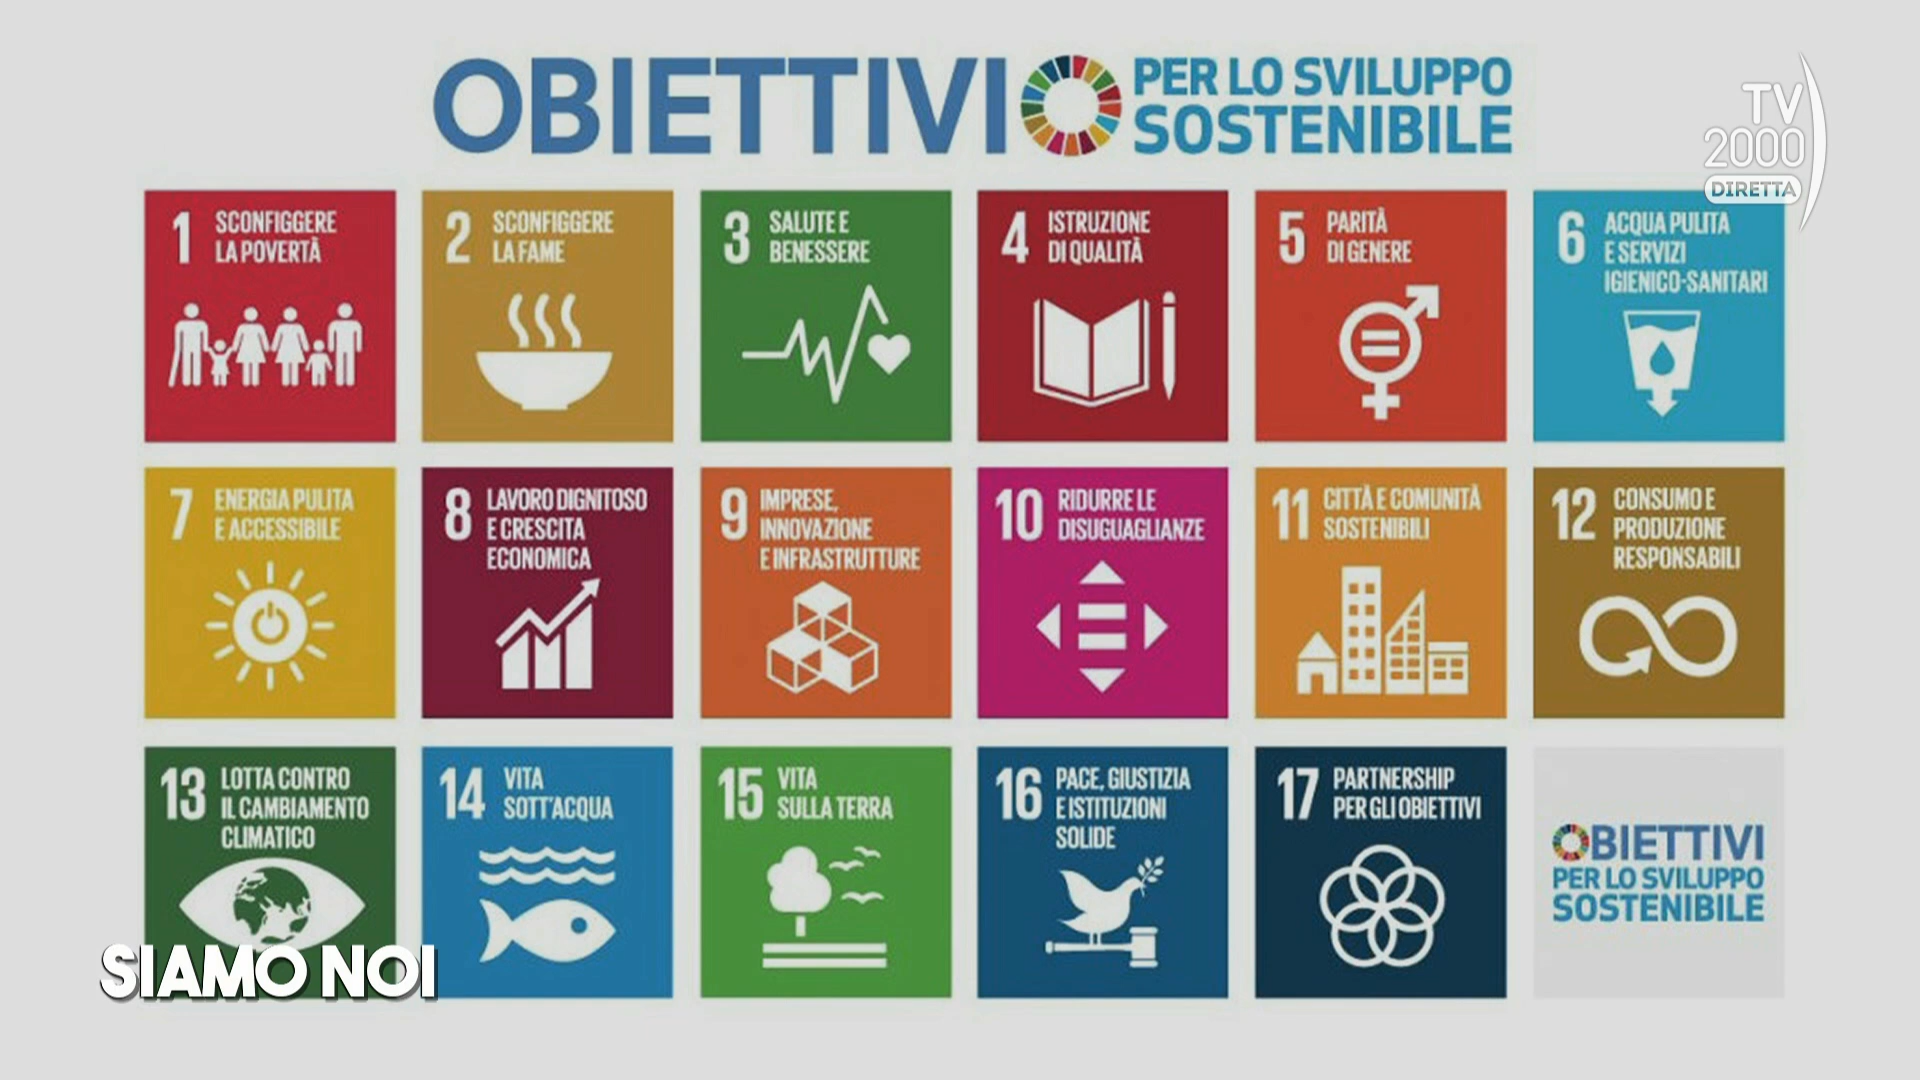 OBIETTIVI
PER LO SVILUPPO
SOSTENIBILE
TV
2000
DIRETTA
1
SCONFIGGERE
LA POVERTÀ
2
SCONFIGGERE
LA FAME
3
SALUTE E
BENESSERE
4
ISTRUZIONE
DI QUALITÀ
5
PARITÀ
DI GENERE
6
ACQUA PULITA
E SERVIZI
IGIENICO-SANITARI
7
ENERGIA PULITA
E ACCESSIBILE
8
LAVORO DIGNITOSO
E CRESCITA
ECONOMICA
9
IMPRESE,
INNOVAZIONE
E INFRASTRUTTURE
10
RIDURRE LE
DISUGUAGLIANZE
11
CITTÀ E COMUNITÀ
SOSTENIBILI
12
CONSUMO E
PRODUZIONE
RESPONSABILI
13
LOTTA CONTRO
IL CAMBIAMENTO
CLIMATICO
14
VITA
SOTT'ACQUA
15
VITA
SULLA TERRA
16
PACE, GIUSTIZIA
E ISTITUZIONI
SOLIDE
17
PARTNERSHIP
PER GLI OBIETTIVI
OBIETTIVI
PER LO SVILUPPO
SOSTENIBILE
SIAMO NOI